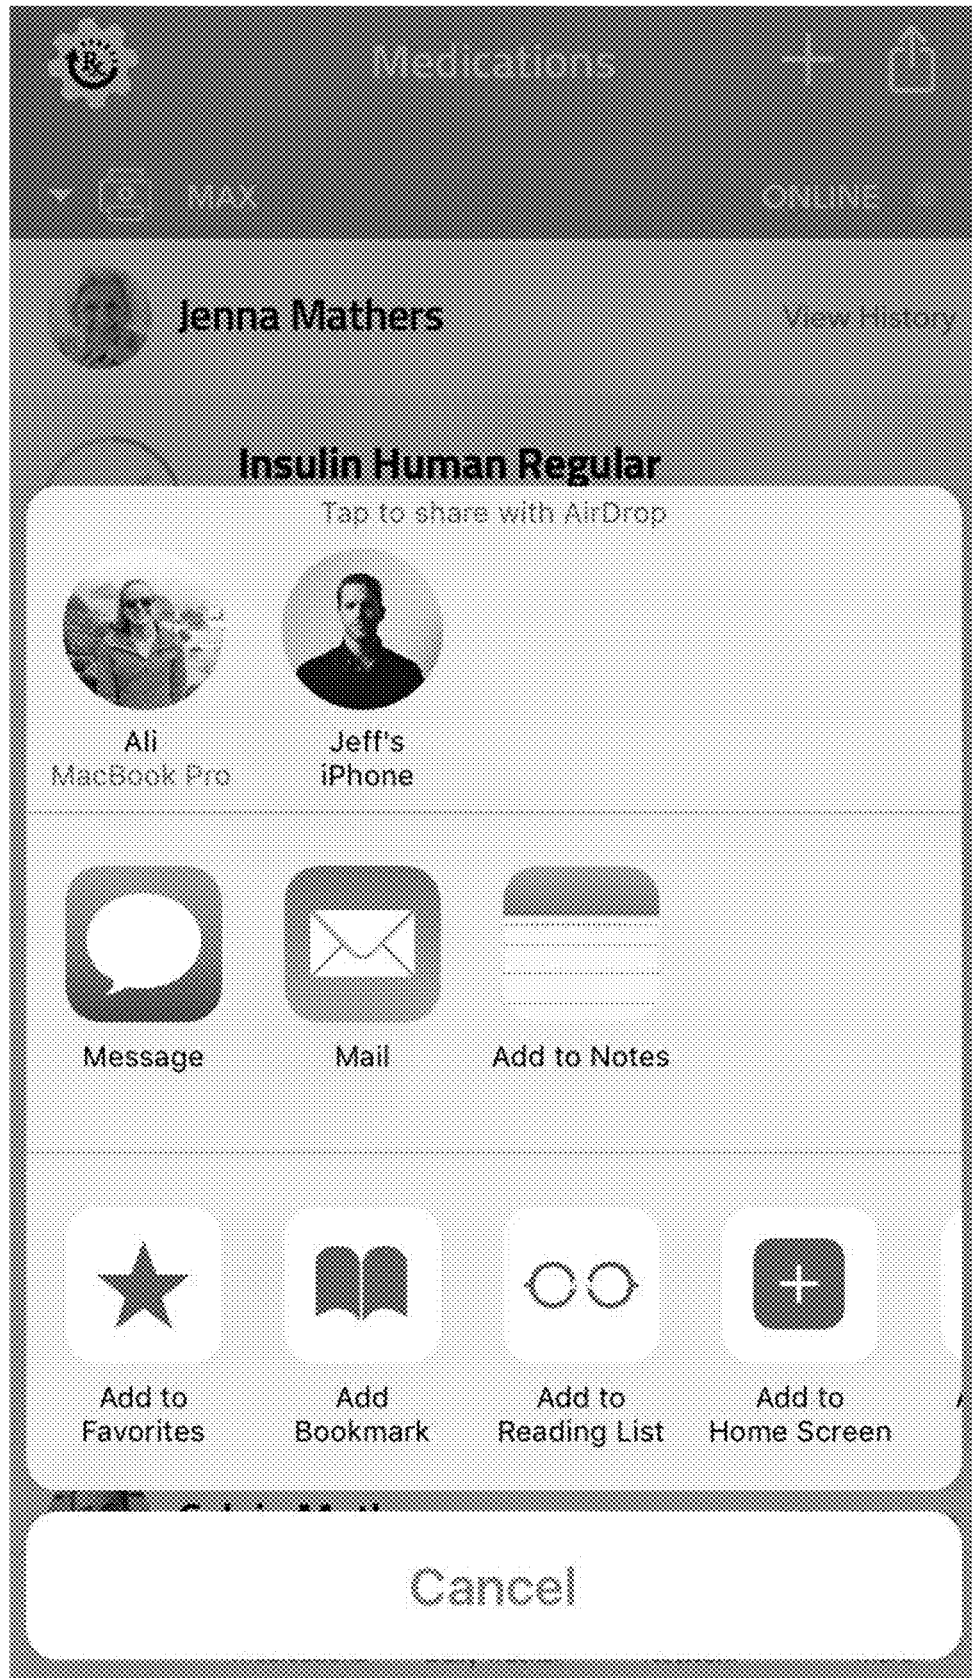 Medications
MAX
ONLINE
Jenna Mathers
View History
Insulin Human Regular
Tap to share with AirDrop
Ali
MacBook Pro
Jeff's
iPhone
Message
Mail
Add to Notes
Add to
Favorites
Add
Bookmark
Add to
Reading List
Add to
Home Screen
Cancel